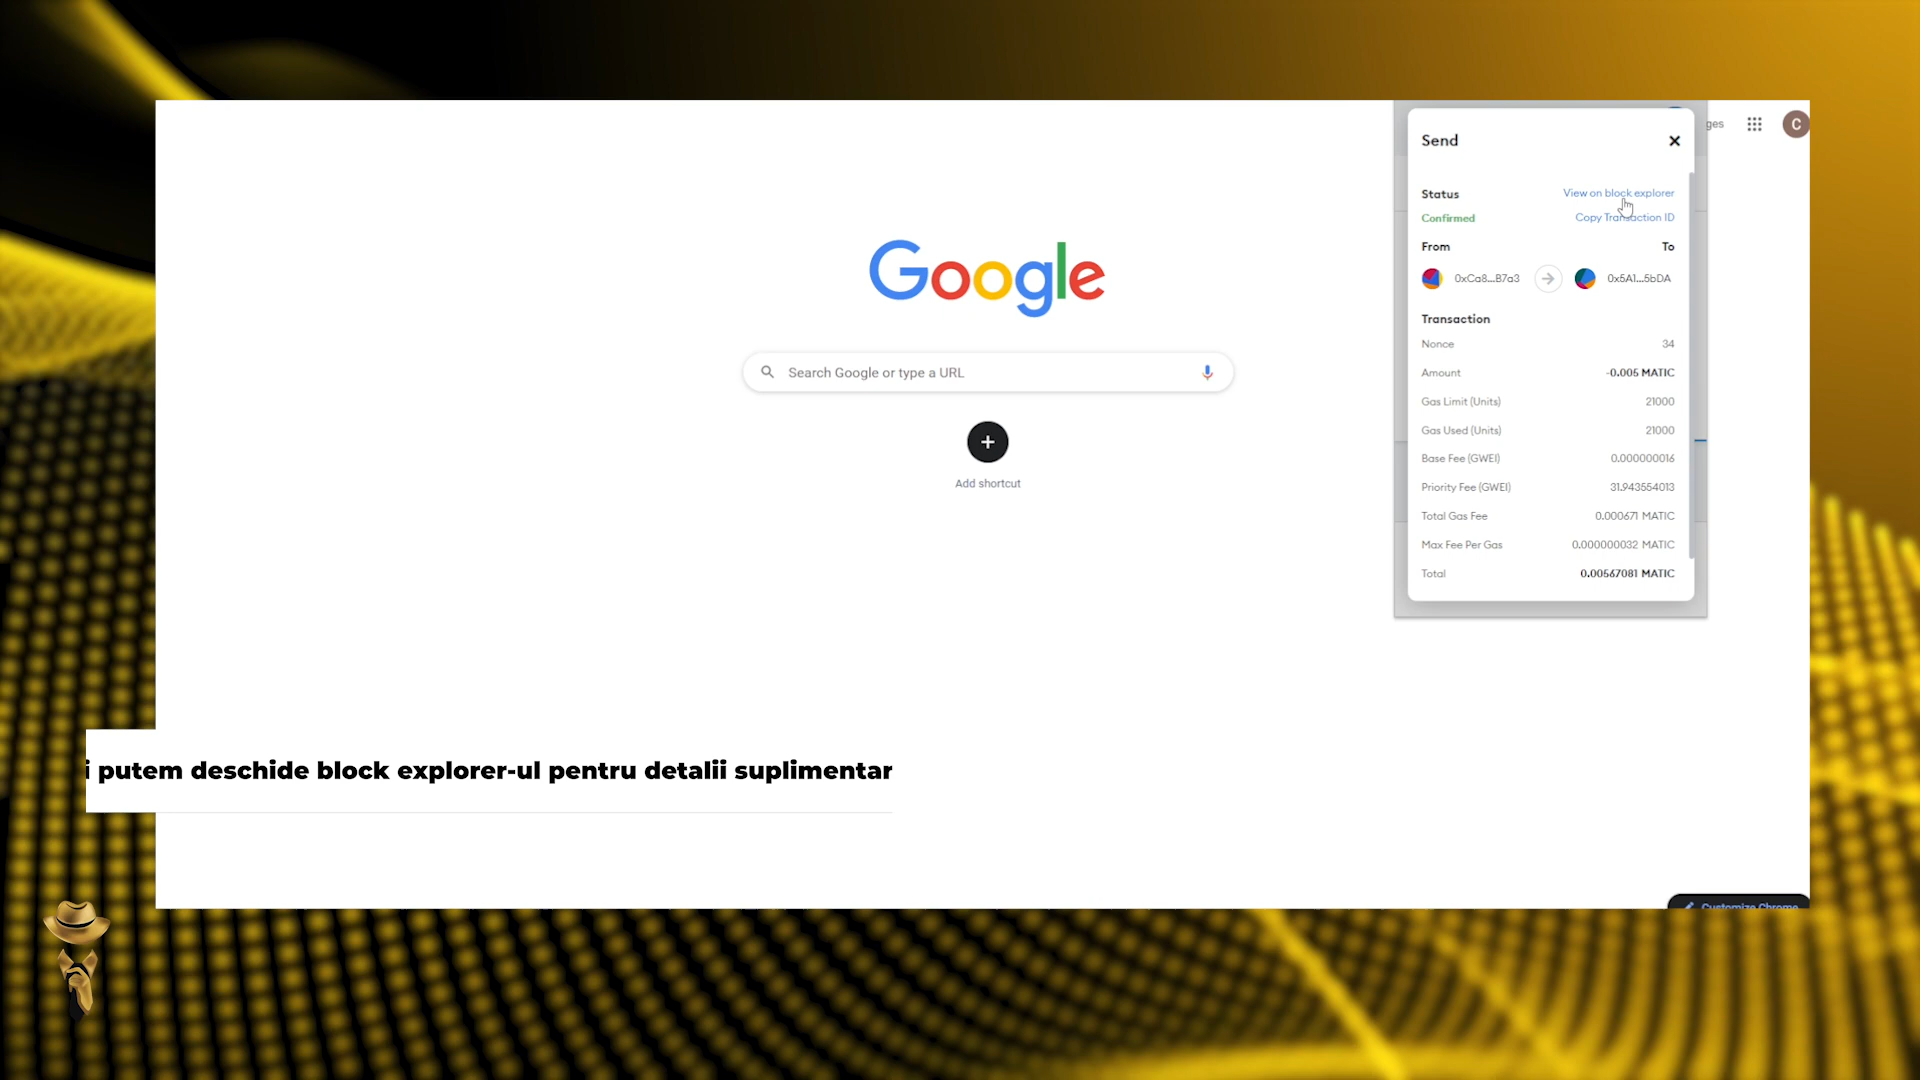 ges
C
Send
Status
View on block explorer
Confirmed
Copy Transaction ID
From
To
0xCa8...B7a3
0x5A1...5bDA
Transaction
Nonce
34
Amount
-0.005 MATIC
Gas Limit (Units)
21000
Gas Used (Units)
21000
Base Fee (GWEI)
0.000000016
Priority Fee (GWEI)
31.943554013
Total Gas Fee
0.000671 MATIC
Max Fee Per Gas
0.000000032 MATIC
Total
0.00567081 MATIC
Google
Search Google or type a URL
Add shortcut
i putem deschide block explorer-ul pentru detalii suplimentar
Customize Chrome